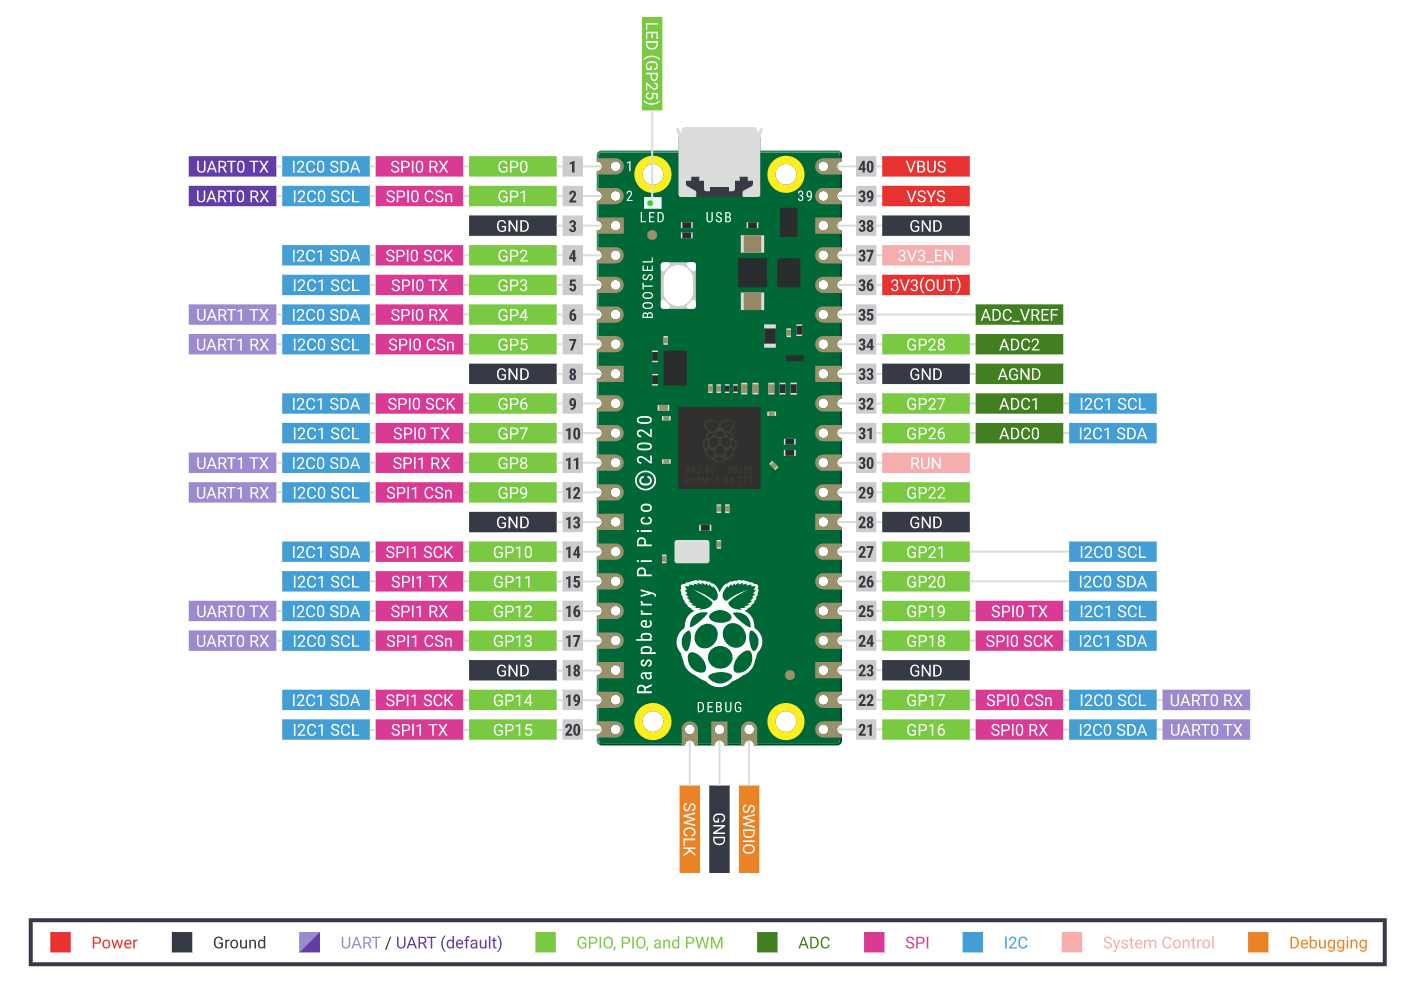 LED (GP25)
UART0 TX I2C0 SDA SPI0 RX GP0 1 1 40 VBUS
UART0 RX I2C0 SCL SPI0 CSn GP1 2 2 39 39 VSYS
LED USB
GND 3 38 GND
I2C1 SDA SPI0 SCK GP2 4 37 3V3_EN
I2C1 SCL SPI0 TX GP3 5 36 3V3(OUT)
BOOTSEL
UART1 TX I2C0 SDA SPI0 RX GP4 6 35 ADC_VREF
UART1 RX I2C0 SCL SPI0 CSn GP5 7 34 GP28 ADC2
GND 8 33 GND AGND
I2C1 SDA SPI0 SCK GP6 9 32 GP27 ADC1 I2C1 SCL
I2C1 SCL SPI0 TX GP7 10 31 GP26 ADC0 I2C1 SDA
UART1 TX I2C0 SDA SPI1 RX GP8 11 30 RUN
UART1 RX I2C0 SCL SPI1 CSn GP9 12 29 GP22
GND 13 28 GND
Raspberry Pi Pico ©2020
I2C1 SDA SPI1 SCK GP10 14 27 GP21 I2C0 SCL
I2C1 SCL SPI1 TX GP11 15 26 GP20 I2C0 SDA
UART0 TX I2C0 SDA SPI1 RX GP12 16 25 GP19 SPI0 TX I2C1 SCL
UART0 RX I2C0 SCL SPI1 CSn GP13 17 24 GP18 SPI0 SCK I2C1 SDA
GND 18 23 GND
I2C1 SDA SPI1 SCK GP14 19 22 GP17 SPI0 CSn I2C0 SCL UART0 RX
DEBUG
I2C1 SCL SPI1 TX GP15 20 21 GP16 SPI0 RX I2C0 SDA UART0 TX
SWCLK
GND
SWDIO
Power Ground UART / UART (default) GPIO, PIO, and PWM ADC SPI I2C System Control Debugging